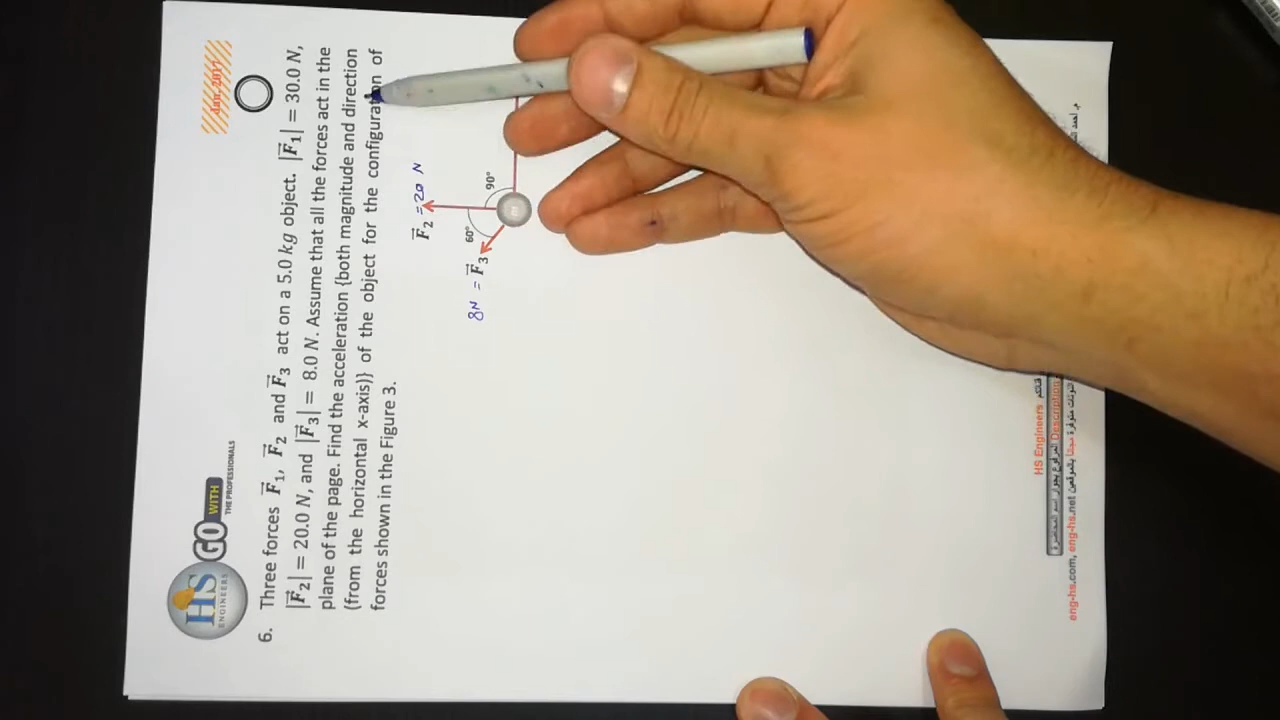 HS
ENGINEERS
GO WITH
THE PROFESSIONALS
Jan-2017
6. Three forces F⃗₁, F⃗₂ and F⃗₃ act on a 5.0 kg object. |F⃗₁| = 30.0 N,
|F⃗₂| = 20.0 N, and |F⃗₃| = 8.0 N. Assume that all the forces act in the
plane of the page. Find the acceleration {both magnitude and direction
(from the horizontal x-axis)} of the object for the configuration of
forces shown in the Figure 3.
F⃗₂ = 20 N
8N = F⃗₃
60°
90°
HS Engineers
Description
eng-hs.com, eng-hs.net